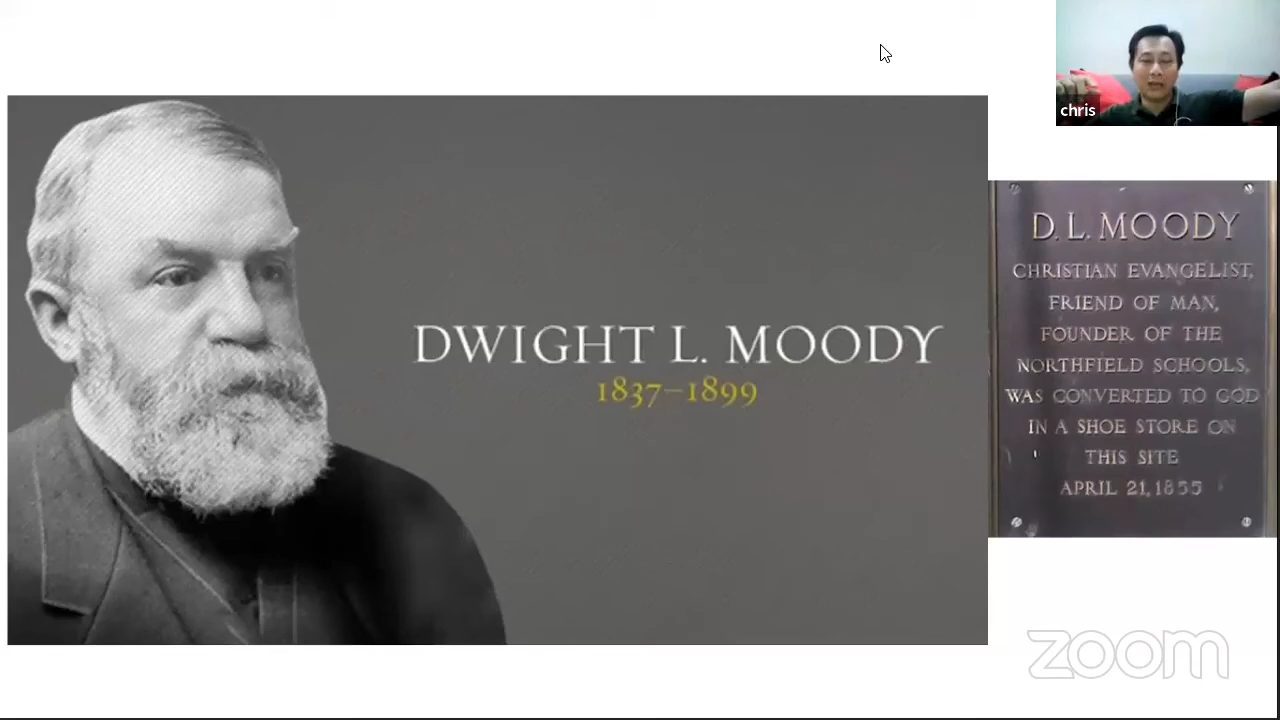 chris
DWIGHT L. MOODY
1837–1899
D. L. MOODY
CHRISTIAN EVANGELIST,
FRIEND OF MAN,
FOUNDER OF THE
NORTHFIELD SCHOOLS,
WAS CONVERTED TO GOD
IN A SHOE STORE ON
THIS SITE
APRIL 21, 1855
zoom